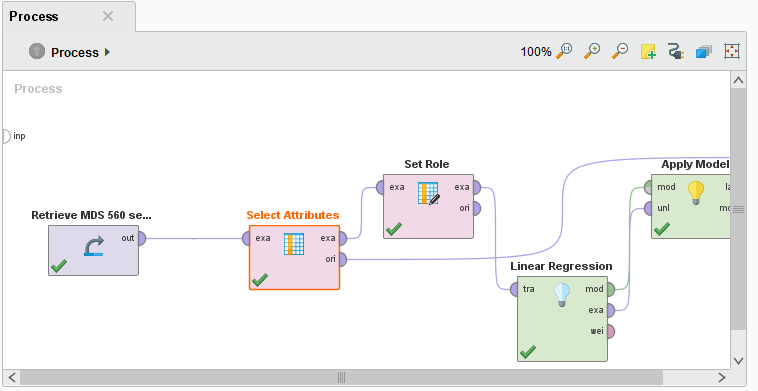 Process
Process
100%
Process
inp
Retrieve MDS 560 se...
out
Select Attributes
exa
exa
ori
Set Role
exa
exa
ori
Linear Regression
tra
mod
exa
wei
Apply Model
mod
unl
la
mo